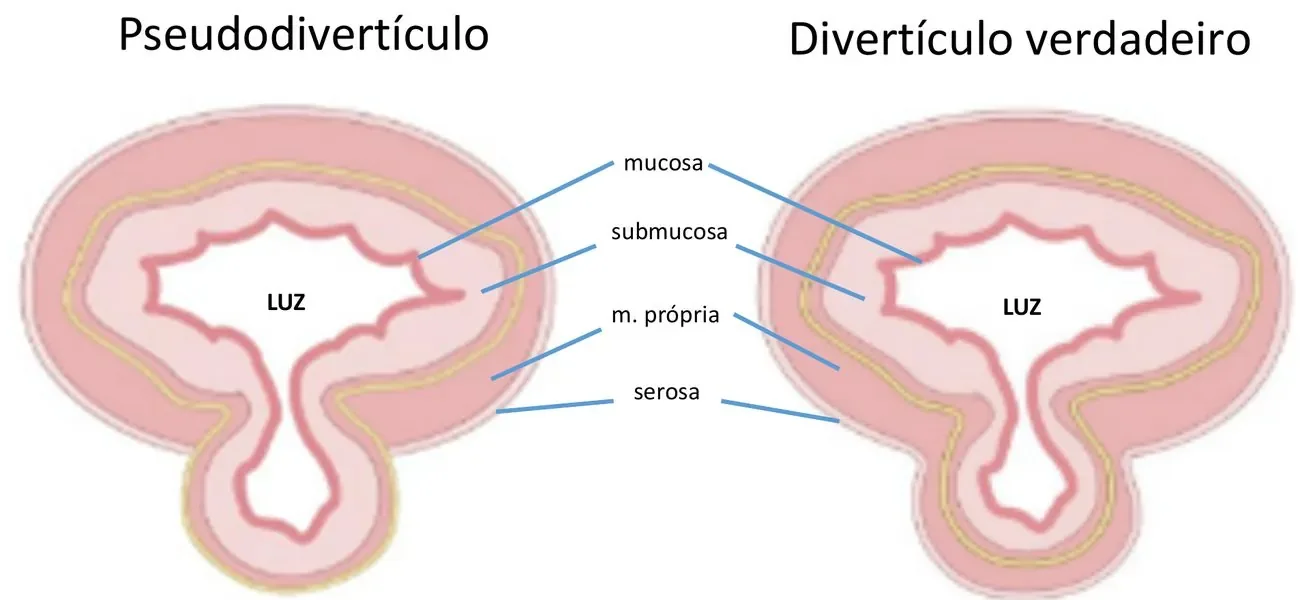 Pseudodivertículo
Divertículo verdadeiro
mucosa
submucosa
m. própria
serosa
LUZ
LUZ